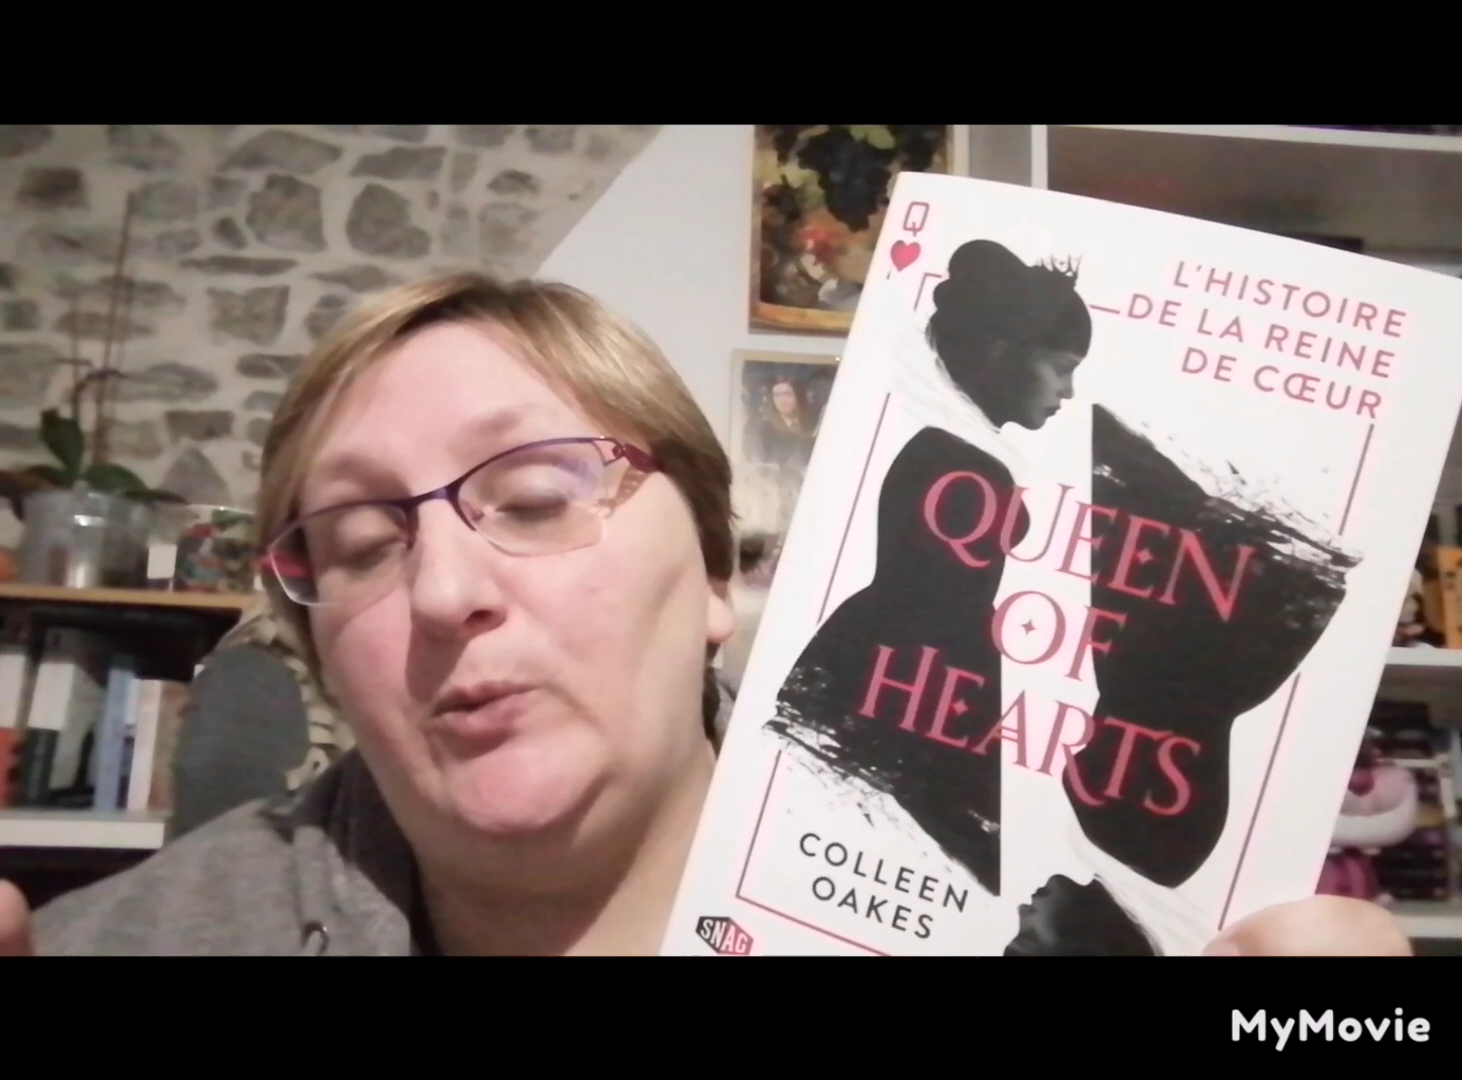 Q
L'HISTOIRE
DE LA REINE
DE CŒUR
QUEEN
OF
HEARTS
COLLEEN
OAKES
SNAG
MyMovie